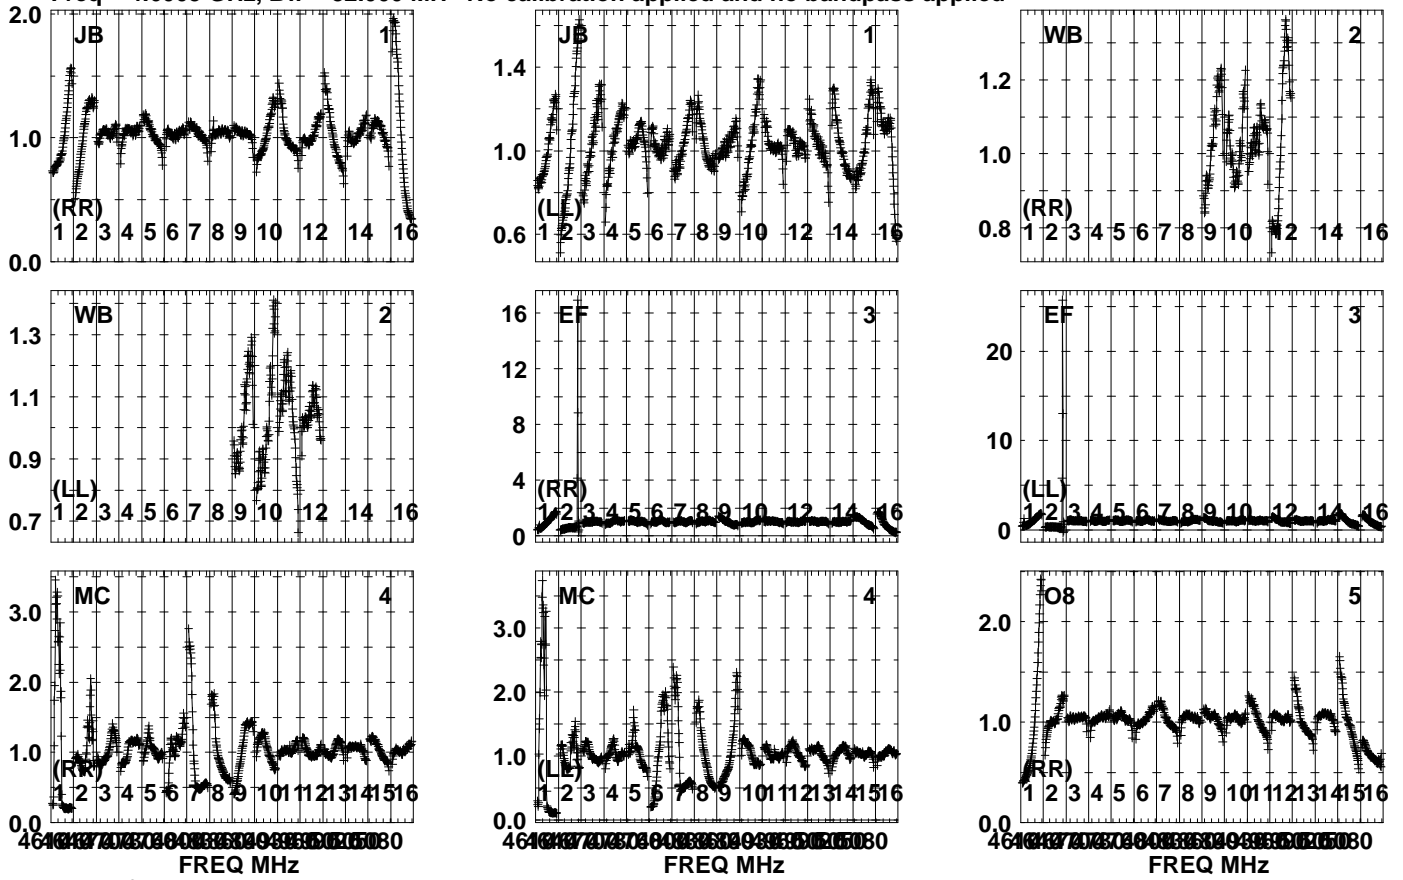 JB 1
2.0
1.0
0.0
(RR)
1 2 3 4 5 6 7 8 9 10 12 14 16
JB 1
1.4
1.0
0.6
(LL)
1 2 3 4 5 6 7 8 9 10 12 14 16
WB 2
1.2
1.0
0.8
(RR)
1 2 3 4 5 6 7 8 9 10 12 14 16
WB 2
1.3
1.1
0.9
0.7
(LL)
1 2 3 4 5 6 7 8 9 10 12 14 16
EF 3
16
12
8
4
0
(RR)
1 2 3 4 5 6 7 8 9 10 12 14 16
EF 3
20
10
0
(LL)
1 2 3 4 5 6 7 8 9 10 12 14 16
MC 4
3.0
2.0
1.0
0.0
(RR)
1 2 3 4 5 6 7 8 9 10 11 12 13 14 15 16
FREQ MHz
MC 4
3.0
2.0
1.0
0.0
(LL)
1 2 3 4 5 6 7 8 9 10 11 12 13 14 15 16
FREQ MHz
O8 5
2.0
1.0
0.0
(RR)
1 2 3 4 5 6 7 8 9 10 11 12 13 14 15 16
FREQ MHz